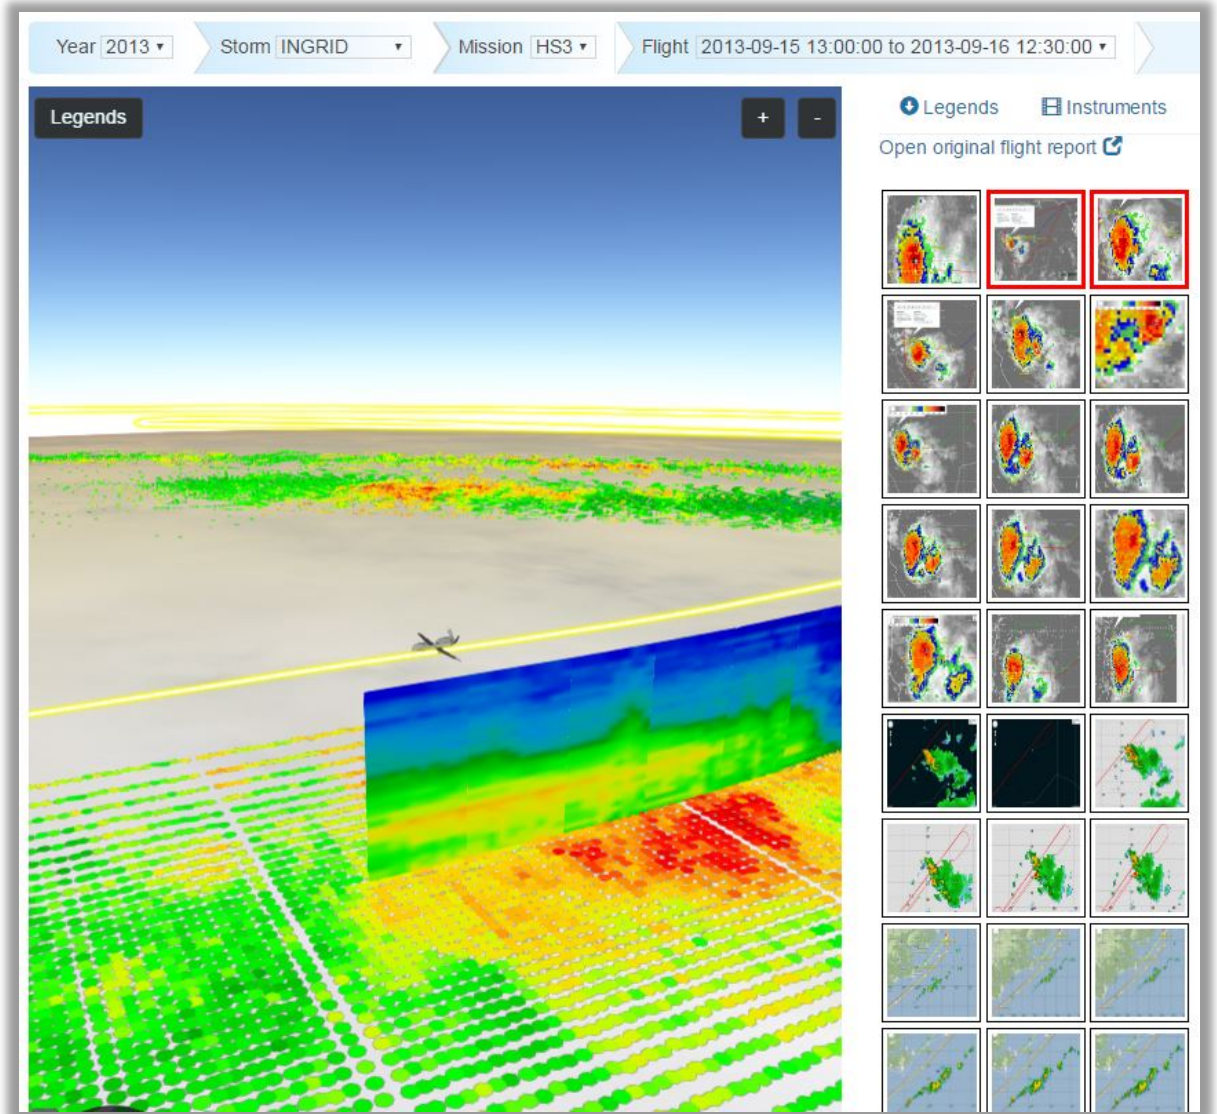 Year 2013 Storm INGRID Mission HS3 Flight 2013-09-15 13:00:00 to 2013-09-16 12:30:00
Legends + -
Legends Instruments
Open original flight report